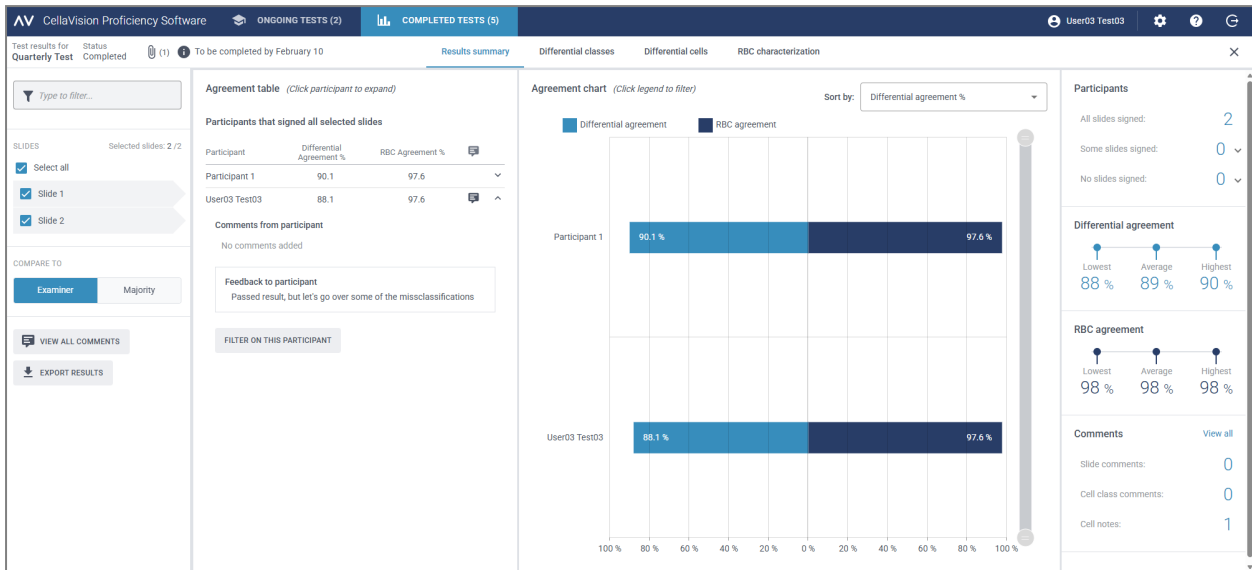 CellaVision Proficiency Software
ONGOING TESTS (2)
COMPLETED TESTS (5)
User03 Test03
Test results for
Quarterly Test
Status
Completed
(1)
To be completed by February 10
Results summary
Differential classes
Differential cells
RBC characterization
Type to filter...
SLIDES
Selected slides: 2 /2
Select all
Slide 1
Slide 2
COMPARE TO
Examiner
Majority
VIEW ALL COMMENTS
EXPORT RESULTS
Agreement table (Click participant to expand)
Participants that signed all selected slides
Participant
Differential
Agreement %
RBC Agreement %
Participant 1 90.1 97.6
User03 Test03 88.1 97.6
Comments from participant
No comments added
Feedback to participant
Passed result, but let's go over some of the missclassifications
FILTER ON THIS PARTICIPANT
Agreement chart (Click legend to filter)
Sort by:
Differential agreement %
Differential agreement
RBC agreement
Participant 1
90.1 %
97.6 %
User03 Test03
88.1 %
97.6 %
100 % 80 % 60 % 40 % 20 % 0 % 20 % 40 % 60 % 80 % 100 %
Participants
All slides signed: 2
Some slides signed: 0
No slides signed: 0
Differential agreement
Lowest Average Highest
88 % 89 % 90 %
RBC agreement
Lowest Average Highest
98 % 98 % 98 %
Comments
View all
Slide comments: 0
Cell class comments: 0
Cell notes: 1